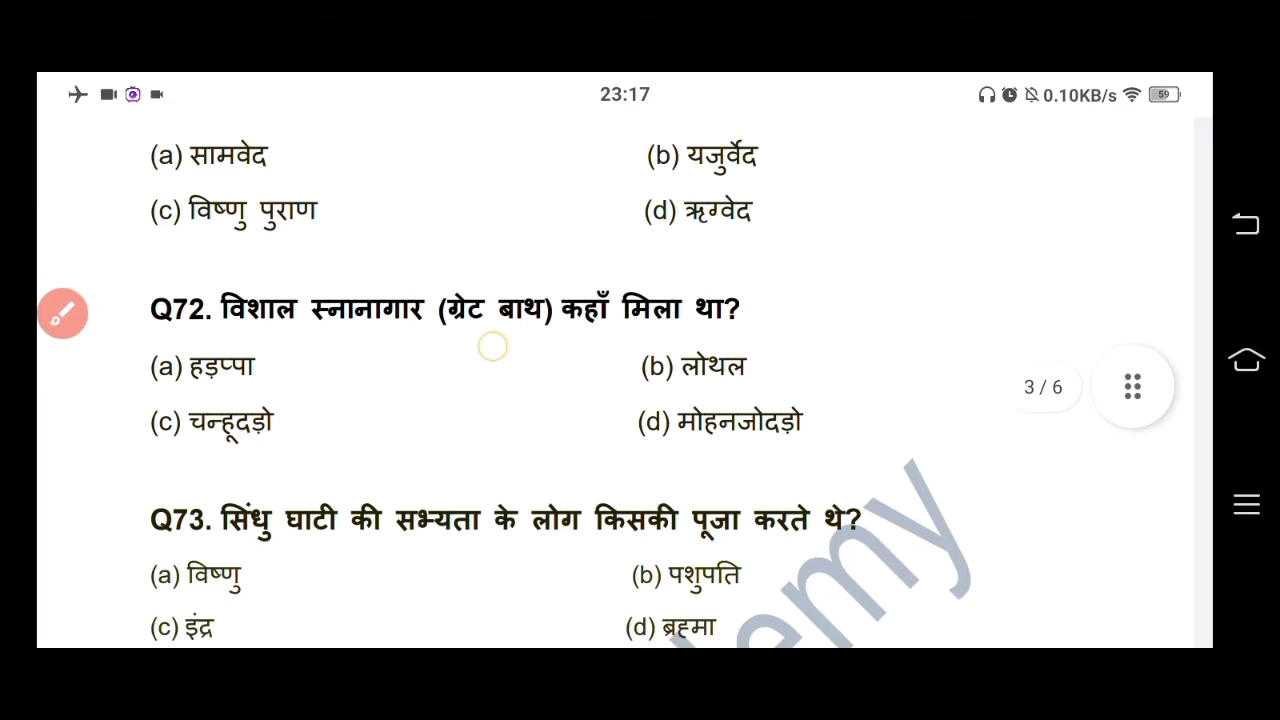 23:17 0.10KB/s 59
(a) सामवेद (b) यजुर्वेद
(c) विष्णु पुराण (d) ऋग्वेद
Q72. विशाल स्नानागार (ग्रेट बाथ) कहाँ मिला था?
(a) हड़प्पा (b) लोथल
3 / 6
(c) चन्हूदड़ो (d) मोहनजोदड़ो
Q73. सिंधु घाटी की सभ्यता के लोग किसकी पूजा करते थे?
(a) विष्णु (b) पशुपति
(c) इंद्र (d) ब्रह्मा
emy